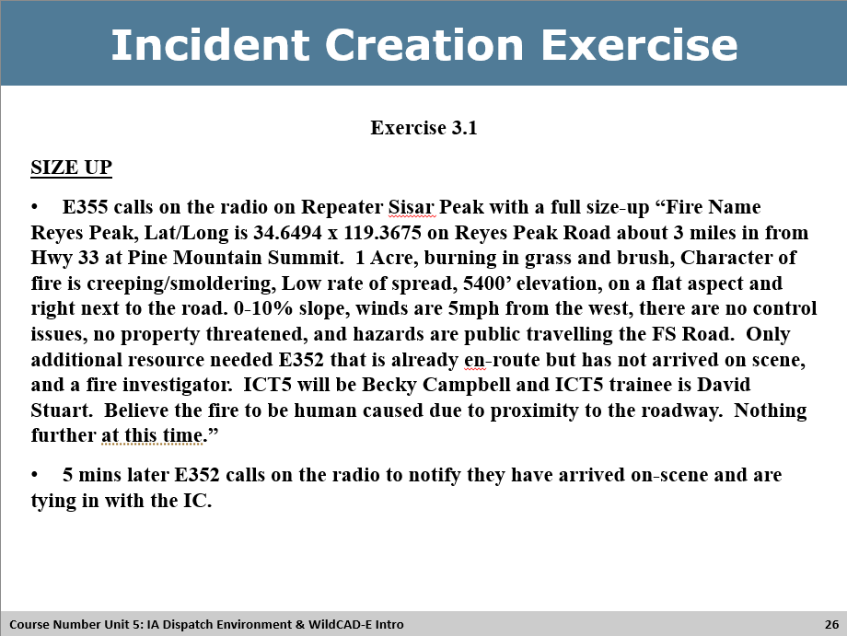 Incident Creation Exercise
Exercise 3.1
SIZE UP
• E355 calls on the radio on Repeater Sisar Peak with a full size-up “Fire Name
Reyes Peak, Lat/Long is 34.6494 x 119.3675 on Reyes Peak Road about 3 miles in from
Hwy 33 at Pine Mountain Summit.  1 Acre, burning in grass and brush, Character of
fire is creeping/smoldering, Low rate of spread, 5400’ elevation, on a flat aspect and
right next to the road. 0-10% slope, winds are 5mph from the west, there are no control
issues, no property threatened, and hazards are public travelling the FS Road.  Only
additional resource needed E352 that is already en-route but has not arrived on scene,
and a fire investigator.  ICT5 will be Becky Campbell and ICT5 trainee is David
Stuart.  Believe the fire to be human caused due to proximity to the roadway.  Nothing
further at this time.”
• 5 mins later E352 calls on the radio to notify they have arrived on-scene and are
tying in with the IC.
Course Number Unit 5: IA Dispatch Environment & WildCAD-E Intro
26